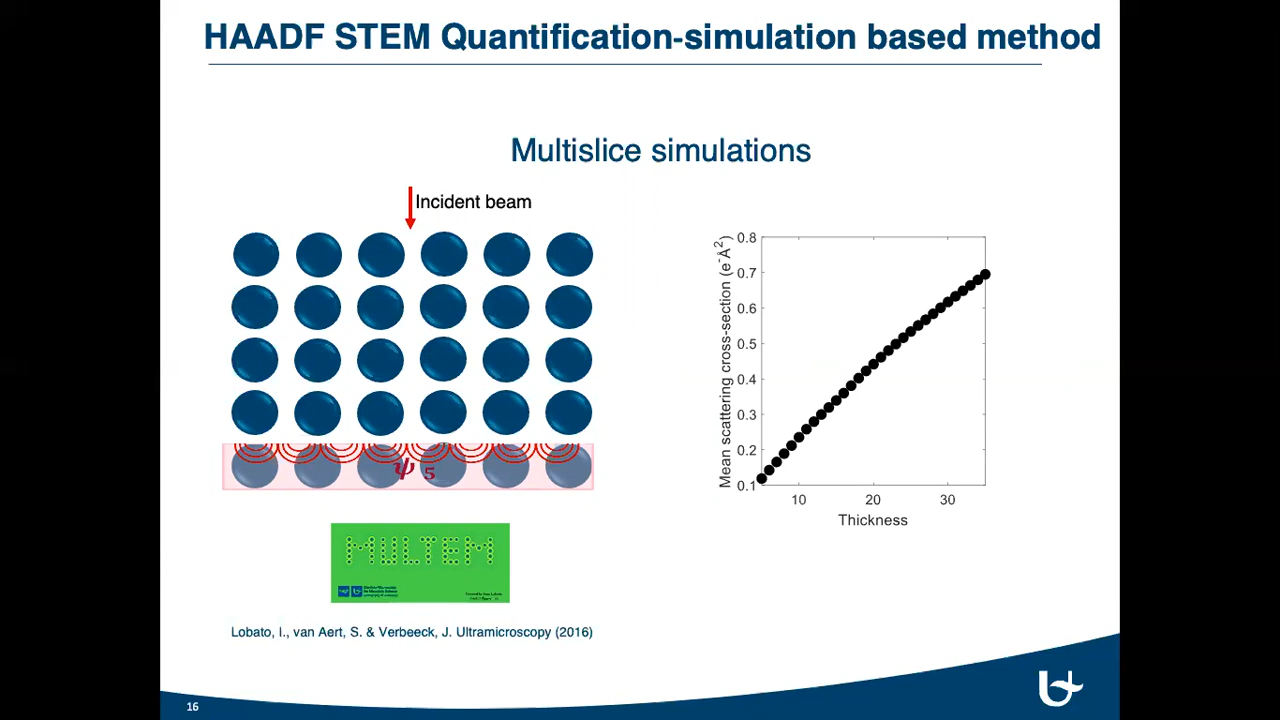 HAADF STEM Quantification-simulation based method
Multislice simulations
Incident beam
ψ 5
MULTEM
Lobato, I., van Aert, S. & Verbeeck, J. Ultramicroscopy (2016)
Mean scattering cross-section (e⁻Å²)
0.8
0.7
0.6
0.5
0.4
0.3
0.2
0.1
10 20 30
Thickness
16